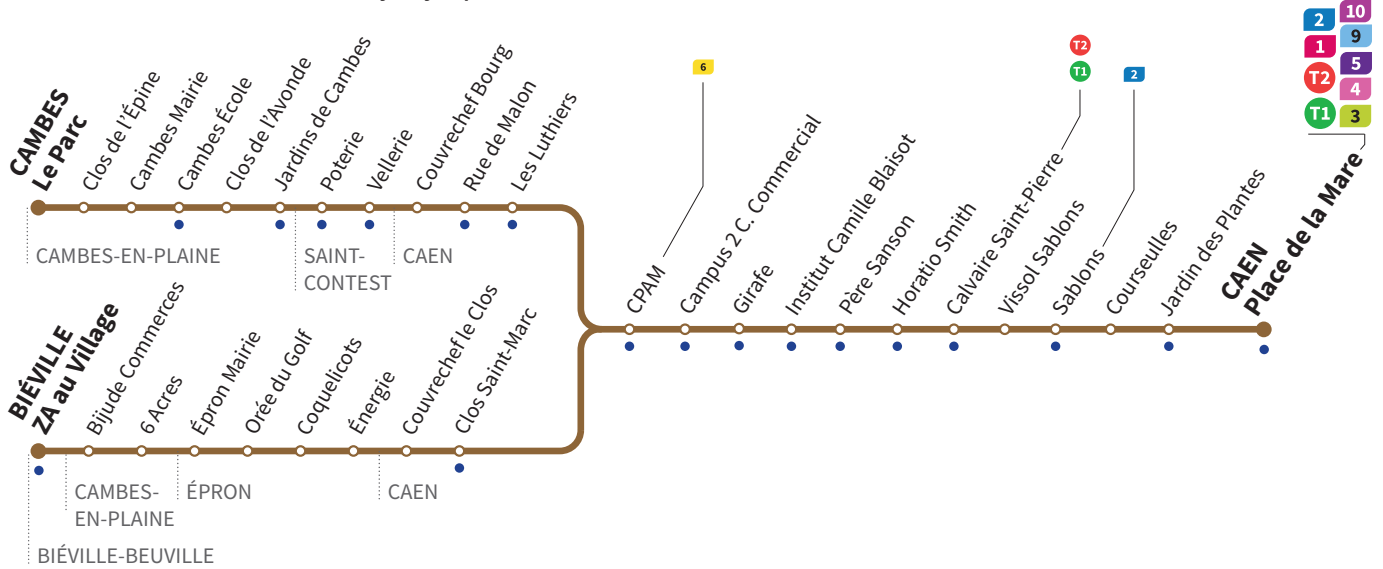 CAMBES
Le Parc
Clos de l'Épine
Cambes Mairie
Cambes École
Clos de l'Avonde
Jardins de Cambes
Poterie
Vellerie
Couvrechef Bourg
Rue de Malon
Les Luthiers
CAMBES-EN-PLAINE
SAINT-
CONTEST
CAEN
BIÉVILLE
ZA au Village
Bijude Commerces
6 Acres
Épron Mairie
Orée du Golf
Coquelicots
Énergie
Couvrechef le Clos
Clos Saint-Marc
CAMBES-
EN-PLAINE
ÉPRON
CAEN
BIÉVILLE-BEUVILLE
CPAM
6
Campus 2 C. Commercial
Girafe
Institut Camille Blaisot
Père Sanson
Horatio Smith
Calvaire Saint-Pierre
T2
T1
Vissol Sablons
Sablons
2
Courseulles
Jardin des Plantes
CAEN
Place de la Mare
2
10
1
9
T2
5
4
T1
3